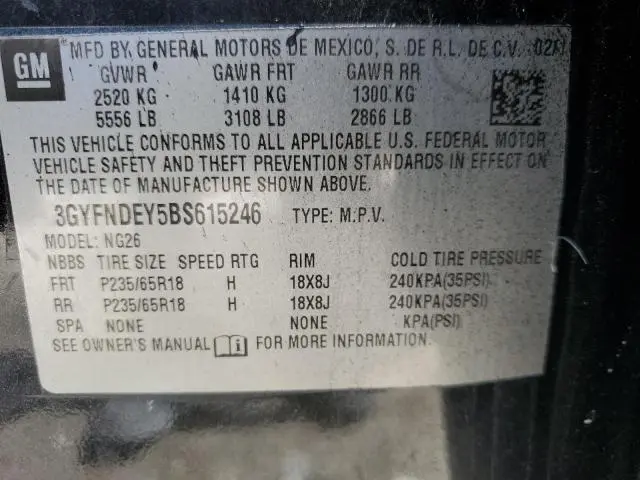 GM
MFD BY, GENERAL MOTORS DE MEXICO, S. DE R.L. DE C.V.
GVWR GAWR FRT GAWR RR
2520 KG 1410 KG 1300 KG
5556 LB 3108 LB 2866 LB
THIS VEHICLE CONFORMS TO ALL APPLICABLE U.S. FEDERAL MOTOR
VEHICLE SAFETY AND THEFT PREVENTION STANDARDS IN EFFECT ON
THE DATE OF MANUFACTURE SHOWN ABOVE.
3GYFNDEY5BS615246 TYPE: M.P.V.
MODEL: NG26
NBBS TIRE SIZE SPEED RTG RIM COLD TIRE PRESSURE
FRT P235/65R18 H 18X8J 240KPA(35PSI)
RR P235/65R18 H 18X8J 240KPA(35PSI)
SPA NONE NONE KPA(PSI)
SEE OWNER'S MANUAL FOR MORE INFORMATION.